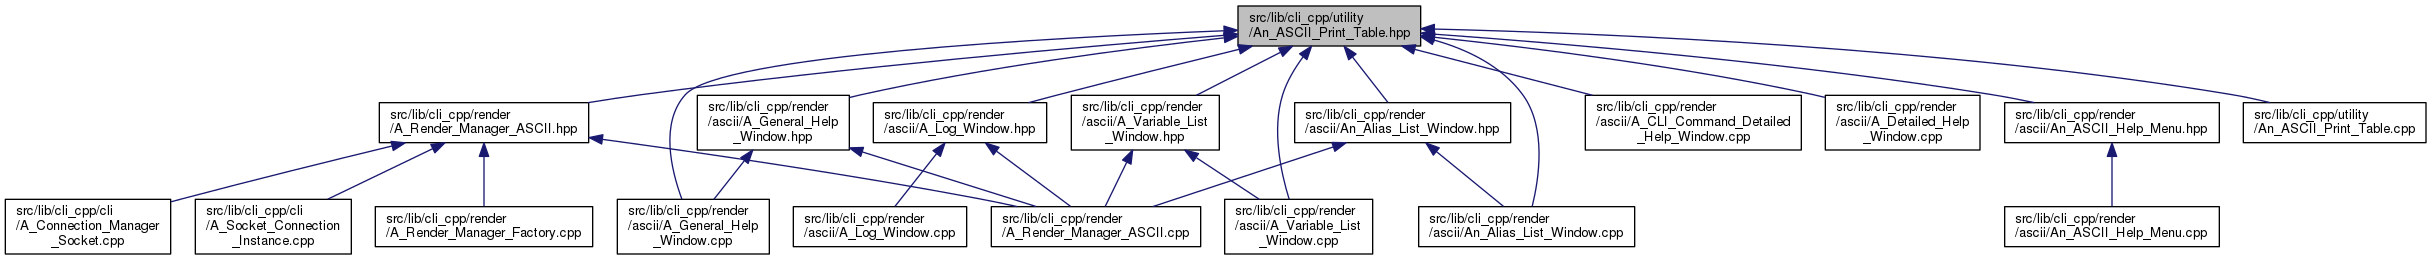 src/lib/cli_cpp/utility
/An_ASCII_Print_Table.hpp
src/lib/cli_cpp/render
/A_Render_Manager_ASCII.hpp
src/lib/cli_cpp/render
/ascii/A_General_Help
_Window.hpp
src/lib/cli_cpp/render
/ascii/A_Log_Window.hpp
src/lib/cli_cpp/render
/ascii/A_Variable_List
_Window.hpp
src/lib/cli_cpp/render
/ascii/An_Alias_List_Window.hpp
src/lib/cli_cpp/render
/ascii/A_CLI_Command_Detailed
_Help_Window.cpp
src/lib/cli_cpp/render
/ascii/A_Detailed_Help
_Window.cpp
src/lib/cli_cpp/render
/ascii/An_ASCII_Help_Menu.hpp
src/lib/cli_cpp/utility
/An_ASCII_Print_Table.cpp
src/lib/cli_cpp/cli
/A_Connection_Manager
_Socket.cpp
src/lib/cli_cpp/cli
/A_Socket_Connection
_Instance.cpp
src/lib/cli_cpp/render
/A_Render_Manager_Factory.cpp
src/lib/cli_cpp/render
/ascii/A_General_Help
_Window.cpp
src/lib/cli_cpp/render
/ascii/A_Log_Window.cpp
src/lib/cli_cpp/render
/A_Render_Manager_ASCII.cpp
src/lib/cli_cpp/render
/ascii/A_Variable_List
_Window.cpp
src/lib/cli_cpp/render
/ascii/An_Alias_List_Window.cpp
src/lib/cli_cpp/render
/ascii/An_ASCII_Help_Menu.cpp